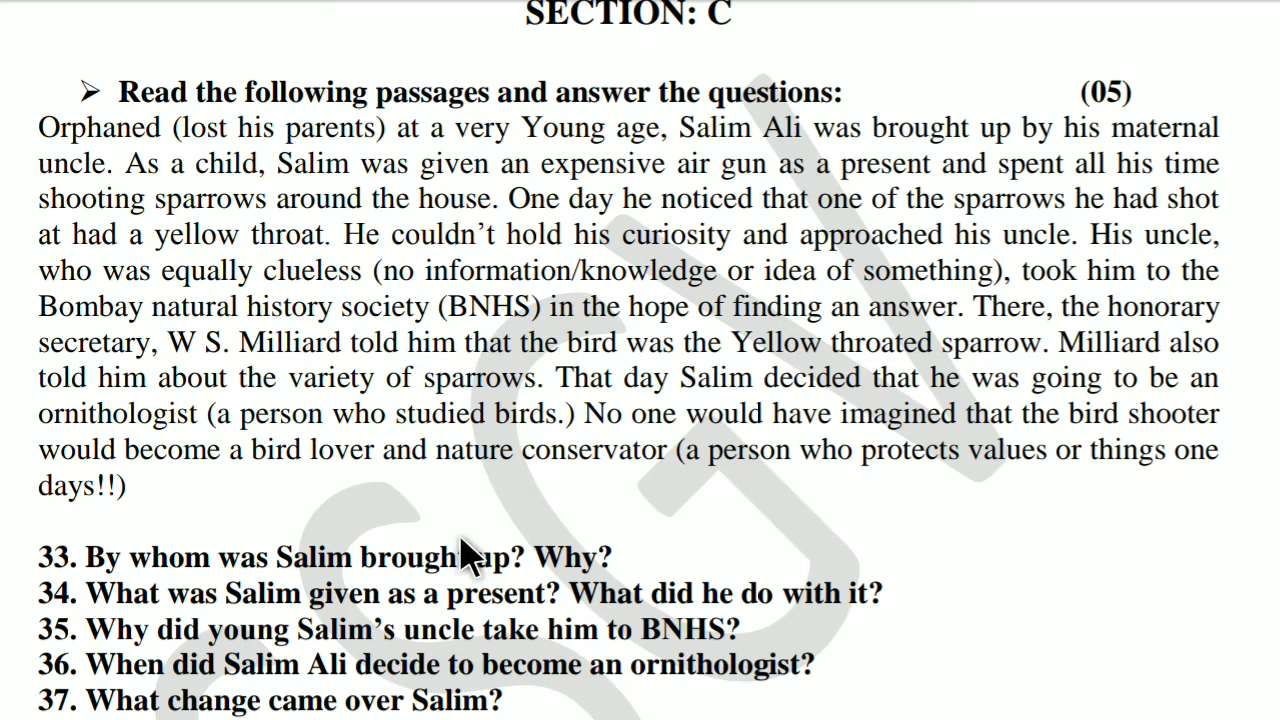 SECTION: C
➢ Read the following passages and answer the questions: (05)
Orphaned (lost his parents) at a very Young age, Salim Ali was brought up by his maternal
uncle. As a child, Salim was given an expensive air gun as a present and spent all his time
shooting sparrows around the house. One day he noticed that one of the sparrows he had shot
at had a yellow throat. He couldn’t hold his curiosity and approached his uncle. His uncle,
who was equally clueless (no information/knowledge or idea of something), took him to the
Bombay natural history society (BNHS) in the hope of finding an answer. There, the honorary
secretary, W S. Milliard told him that the bird was the Yellow throated sparrow. Milliard also
told him about the variety of sparrows. That day Salim decided that he was going to be an
ornithologist (a person who studied birds.) No one would have imagined that the bird shooter
would become a bird lover and nature conservator (a person who protects values or things one
days!!)
33. By whom was Salim brought up? Why?
34. What was Salim given as a present? What did he do with it?
35. Why did young Salim’s uncle take him to BNHS?
36. When did Salim Ali decide to become an ornithologist?
37. What change came over Salim?
SGV